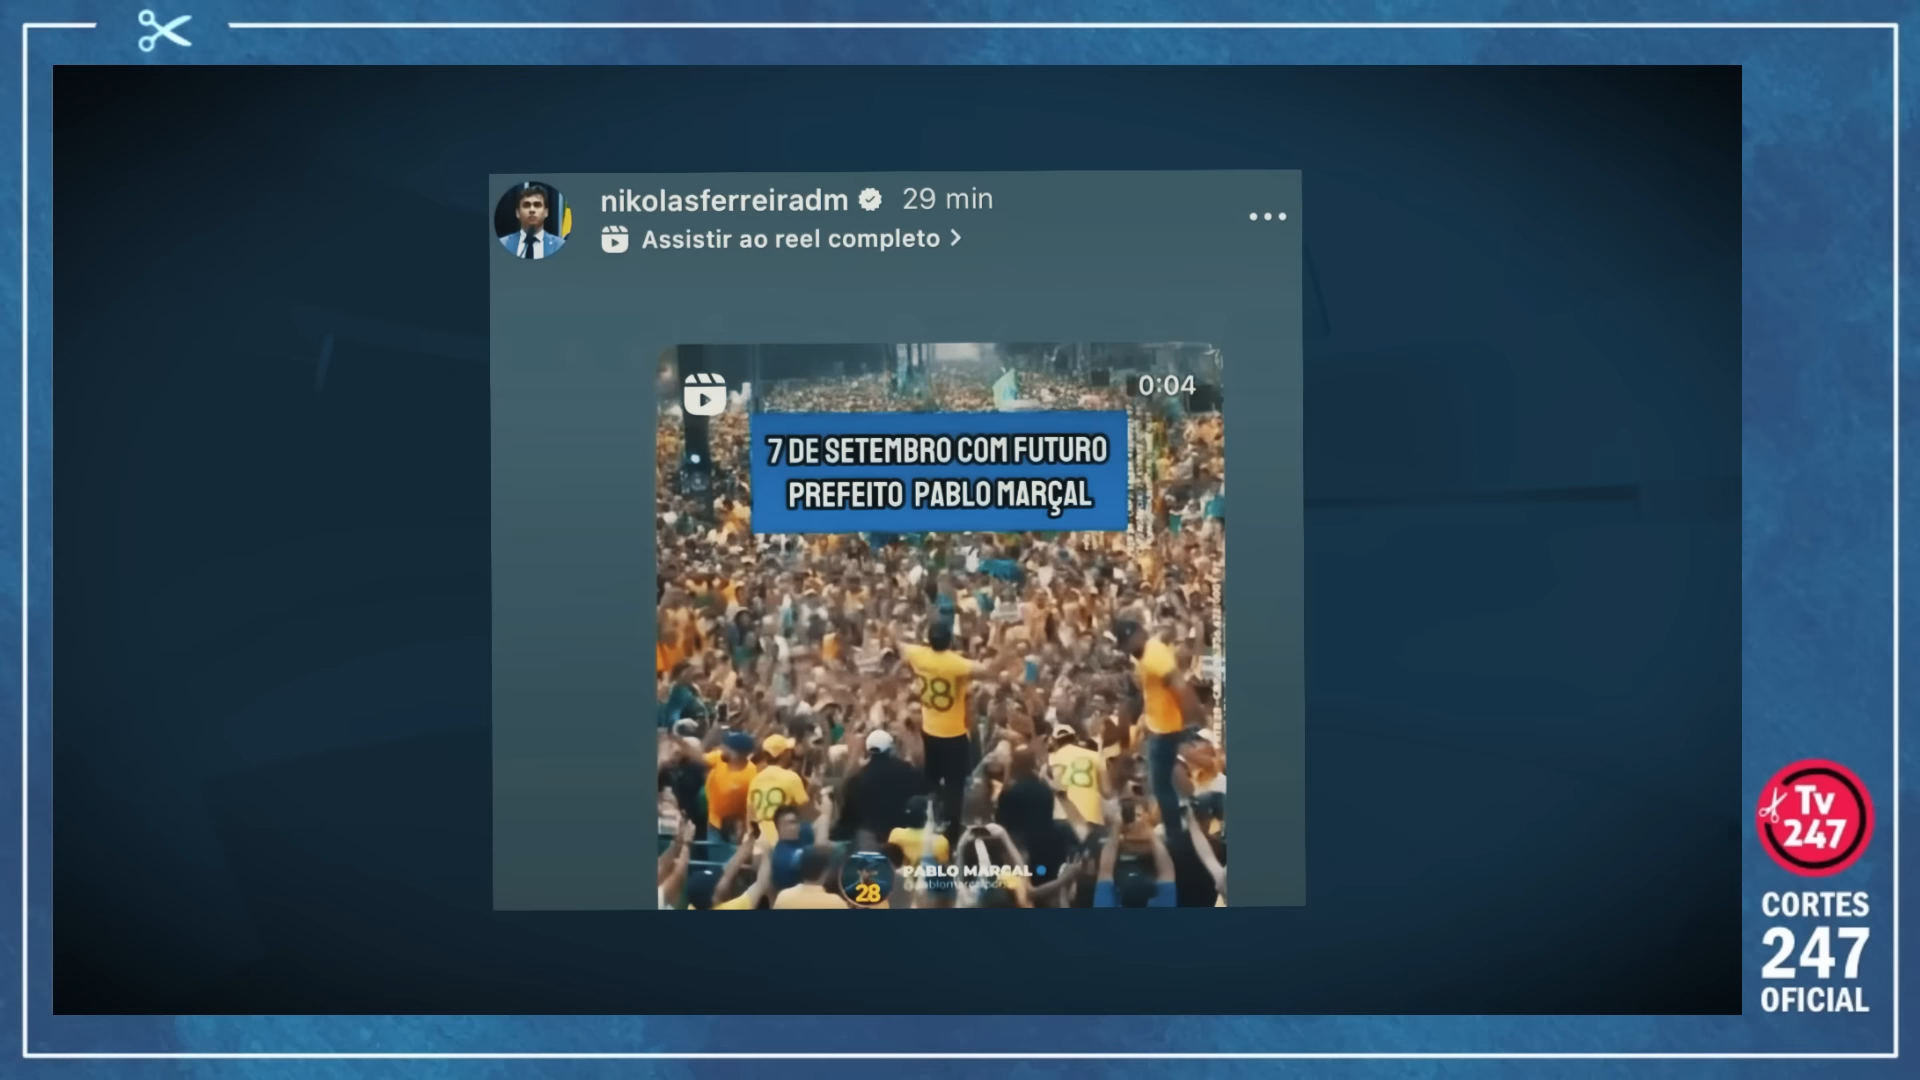 nikolasferreiradm 29 min
Assistir ao reel completo >
0:04
7 DE SETEMBRO COM FUTURO
PREFEITO PABLO MARÇAL
28
28
28
28
PABLO MARÇAL
Tv
247
CORTES
247
OFICIAL